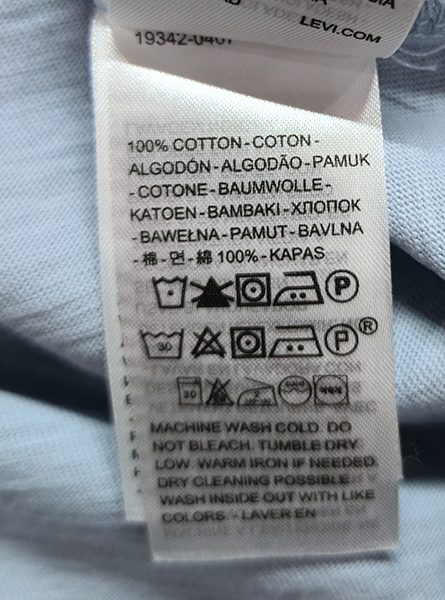 LEVI.COM
19342-0401
100% COTTON - COTON -
ALGODÓN - ALGODÃO - PAMUK
- COTONE - BAUMWOLLE -
KATOEN - BAMBAKI - ХЛОПОК
- BAWEŁNA - PAMUT - BAVLNA
- 棉 - 면 - 綿 100% - KAPAS
P
30 P ®
30
MACHINE WASH COLD. DO
NOT BLEACH. TUMBLE DRY
LOW. WARM IRON IF NEEDED.
DRY CLEANING POSSIBLE.
WASH INSIDE OUT WITH LIKE
COLORS. - LAVER EN